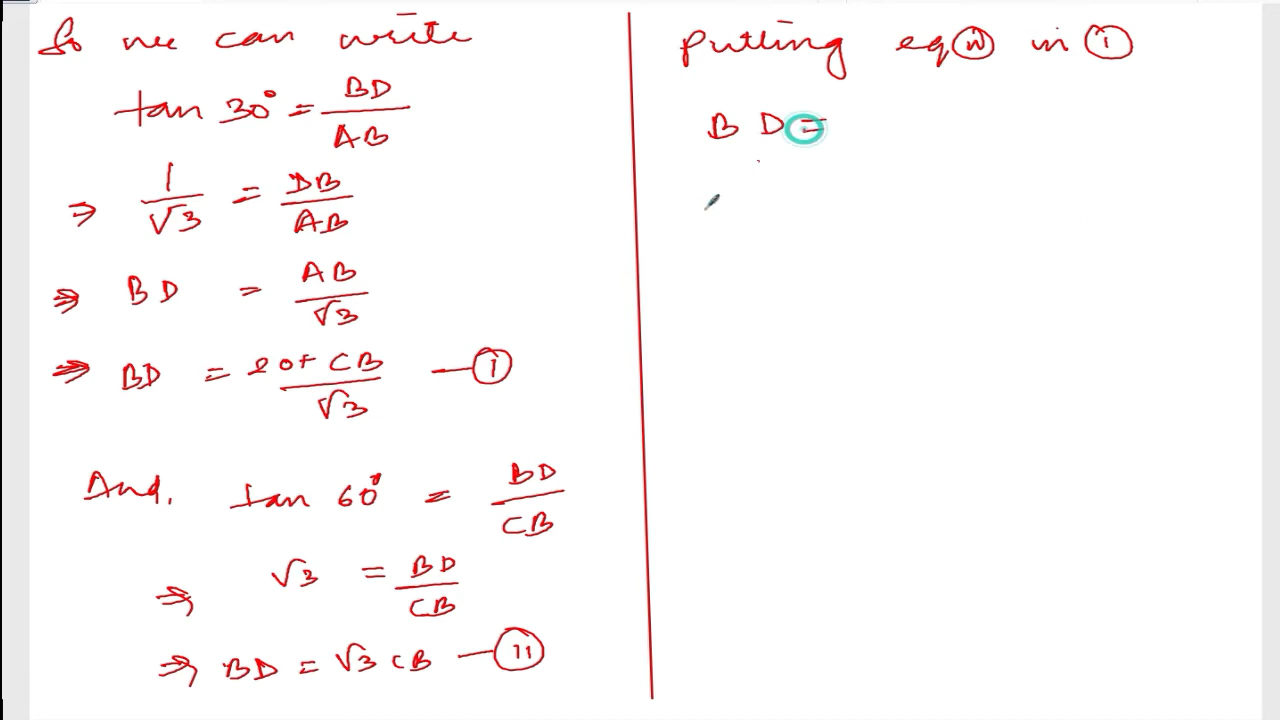 So we can write
tan 30° = BD/AB
⇒ 1/√3 = DB/AB
⇒ BD = AB/√3
⇒ BD = 20+CB/√3 — (i)
And, tan 60° = BD/CB
⇒ √3 = BD/CB
⇒ BD = √3 CB — (ii)
Putting eq (ii) in (i)
BD =